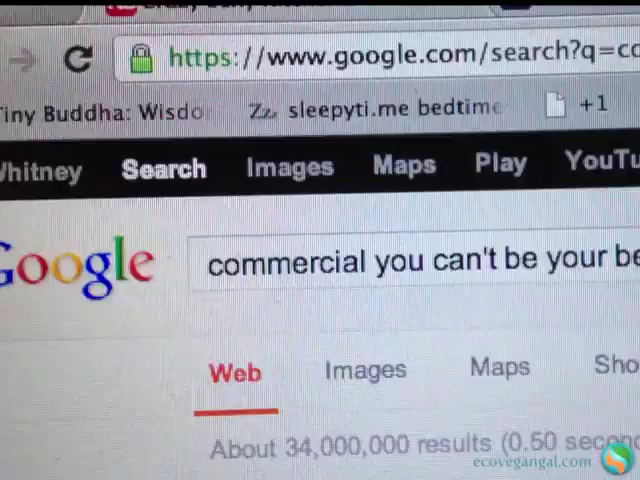 https://www.google.com/search?q=co
Tiny Buddha: Wisdo
Zzz sleepyti.me bedtime
+1
Whitney Search Images Maps Play YouTu
Google
commercial you can't be your be
Web Images Maps Sho
About 34,000,000 results (0.50 second
ecovegangal.com